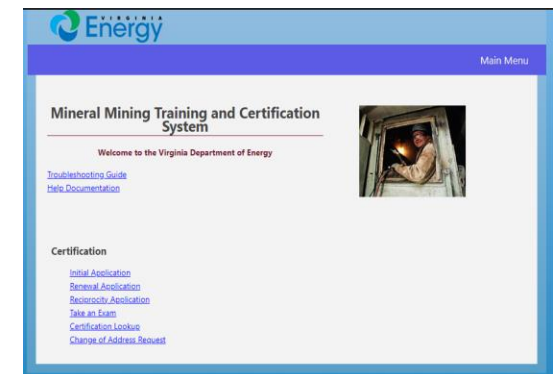 VIRGINIA
Energy
Main Menu
Mineral Mining Training and Certification
System
Welcome to the Virginia Department of Energy
Troubleshooting Guide
Help Documentation
Certification
Initial Application
Renewal Application
Reciprocity Application
Take an Exam
Certification Lookup
Change of Address Request